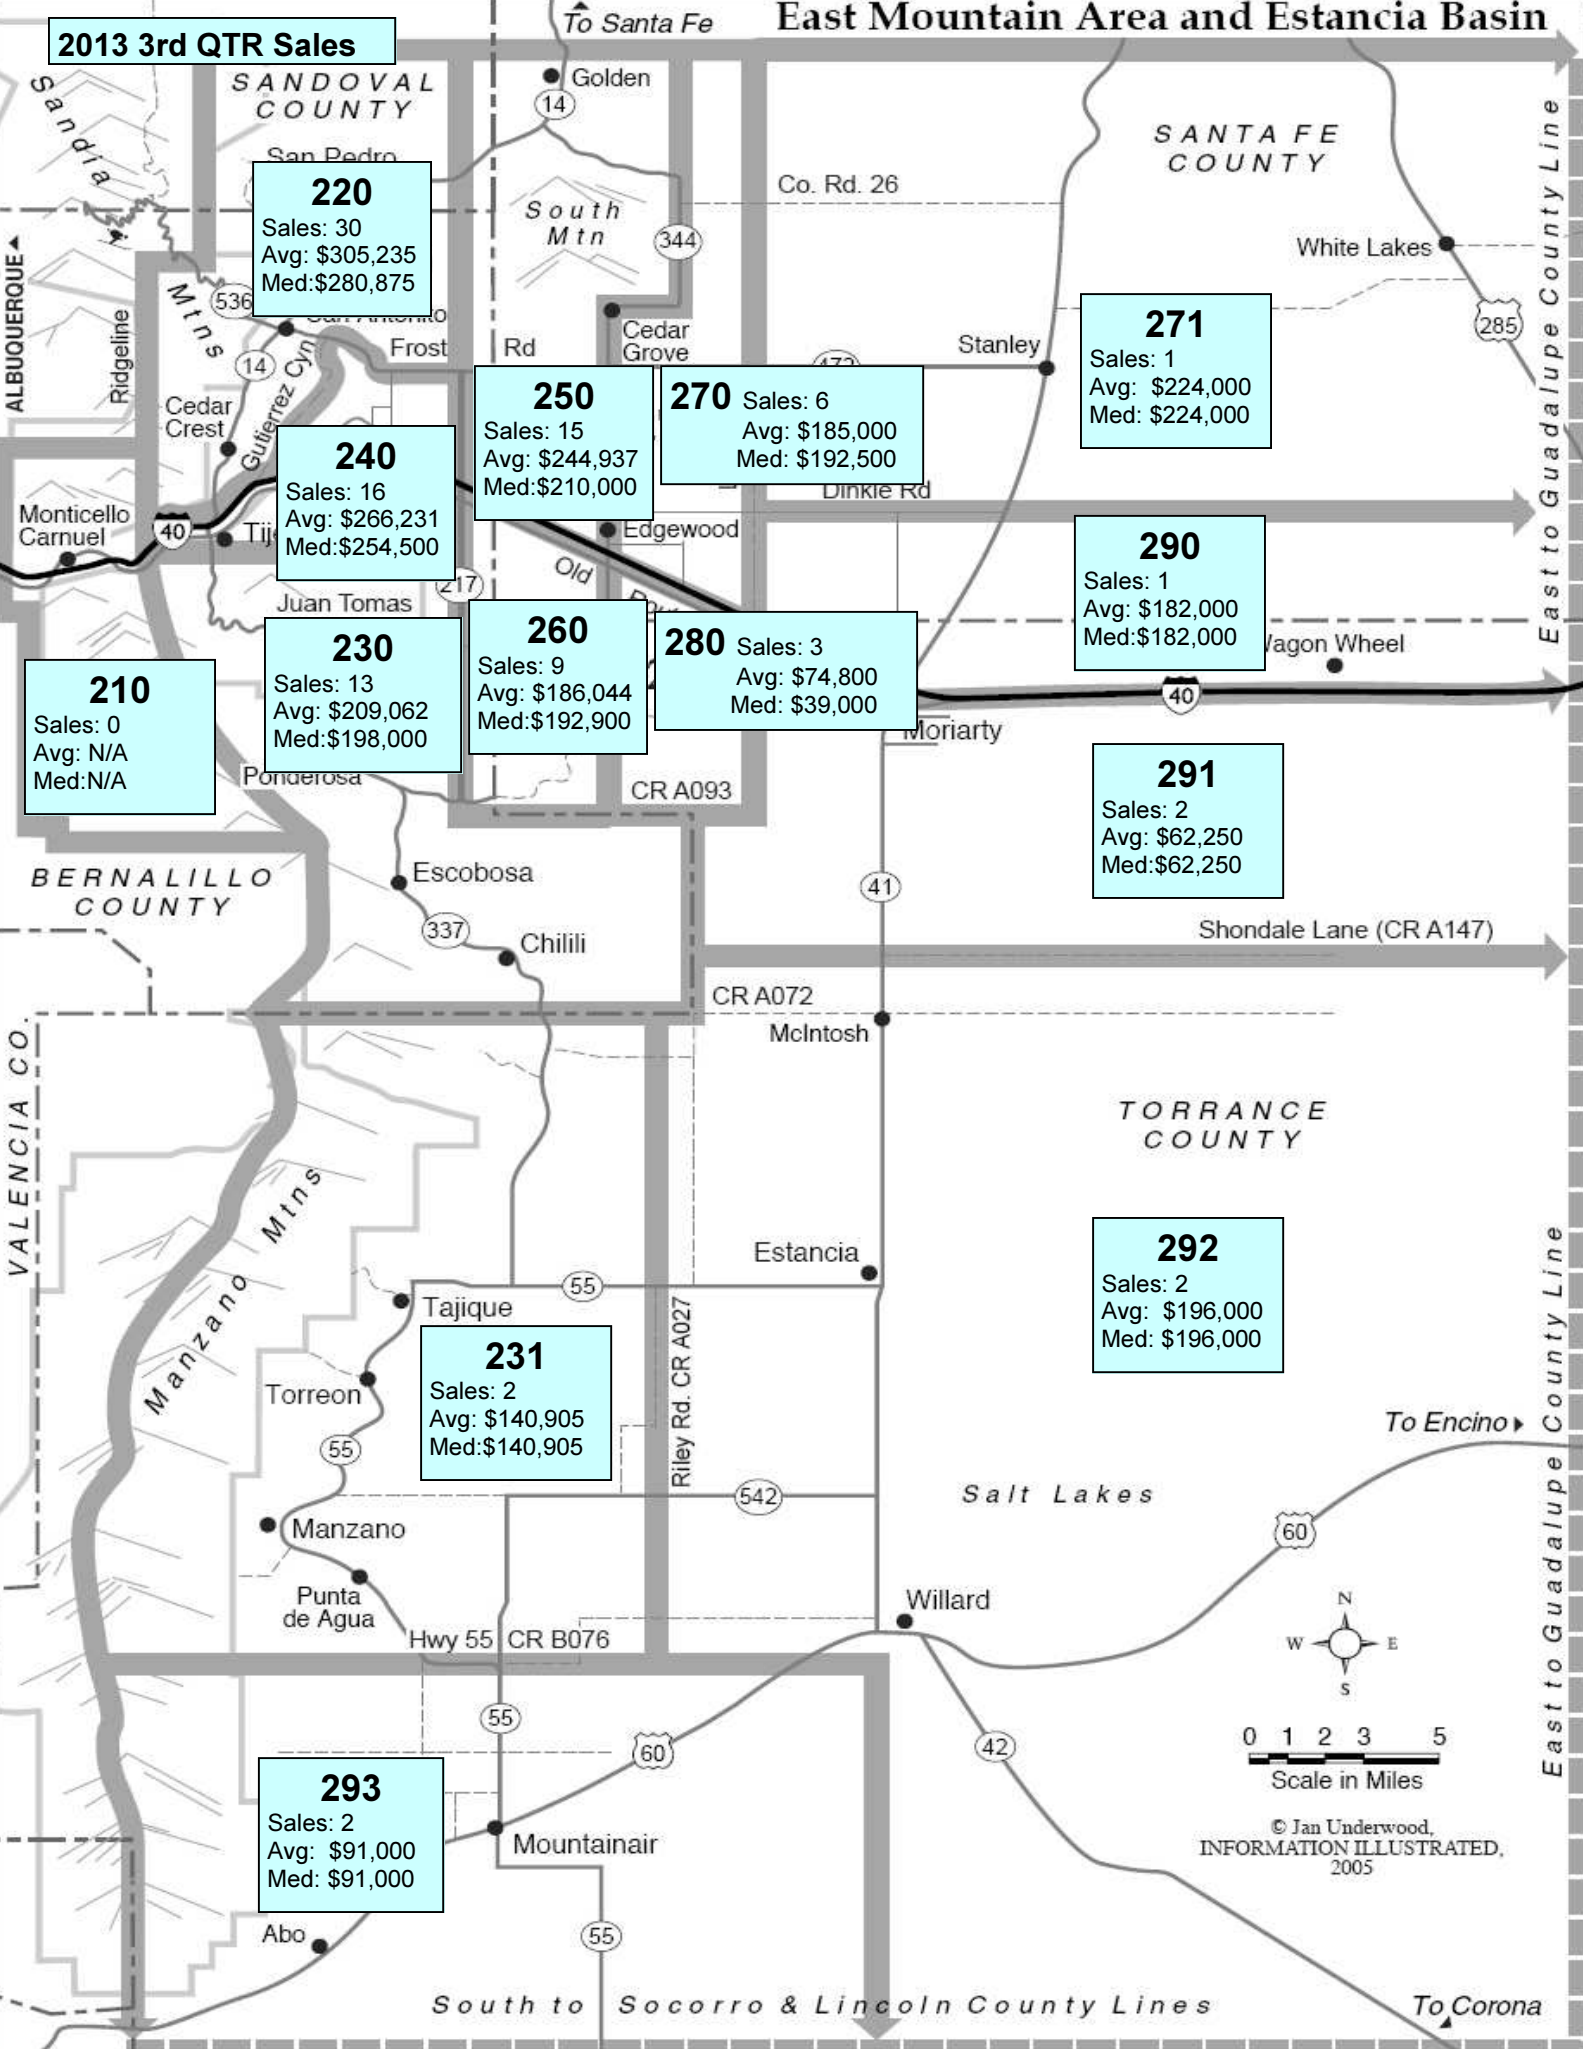 East Mountain Area and Estancia Basin
2013 3rd QTR Sales
To Santa Fe
Golden
14
SANDOVAL
COUNTY
Sandia
Mtns
San Pedro
SANTA FE
COUNTY
Co. Rd. 26
220
Sales: 30
Avg: $305,235
Med:$280,875
South
Mtn
344
White Lakes
285
ALBUQUERQUE
Ridgeline
536
San Antonito
14
Gutierrez Cyn
Cedar
Crest
Frost
Rd
Cedar
Grove
472
Stanley
271
Sales: 1
Avg: $224,000
Med: $224,000
East to Guadalupe County Line
250
Sales: 15
Avg: $244,937
Med:$210,000
270 Sales: 6
Avg: $185,000
Med: $192,500
Dinkle Rd
240
Sales: 16
Avg: $266,231
Med:$254,500
Monticello
Carnuel
40
Edgewood
Old
217
Juan Tomas
290
Sales: 1
Avg: $182,000
Med:$182,000
Wagon Wheel
40
210
Sales: 0
Avg: N/A
Med:N/A
230
Sales: 13
Avg: $209,062
Med:$198,000
260
Sales: 9
Avg: $186,044
Med:$192,900
280 Sales: 3
Avg: $74,800
Med: $39,000
Moriarty
Ponderosa
CR A093
291
Sales: 2
Avg: $62,250
Med:$62,250
BERNALILLO
COUNTY
Escobosa
41
337
Chilili
Shondale Lane (CR A147)
CR A072
McIntosh
VALENCIA CO.
TORRANCE
COUNTY
Manzano Mtns
Estancia
55
Tajique
292
Sales: 2
Avg: $196,000
Med: $196,000
231
Sales: 2
Avg: $140,905
Med:$140,905
Riley Rd. CR A027
Torreon
55
To Encino
East to Guadalupe County Line
542
Salt Lakes
60
Manzano
Punta
de Agua
Willard
Hwy 55
CR B076
N
W
E
S
55
60
42
0 1 2 3 5
Scale in Miles
293
Sales: 2
Avg: $91,000
Med: $91,000
Mountainair
© Jan Underwood,
INFORMATION ILLUSTRATED,
2005
Abo
55
South to Socorro & Lincoln County Lines
To Corona